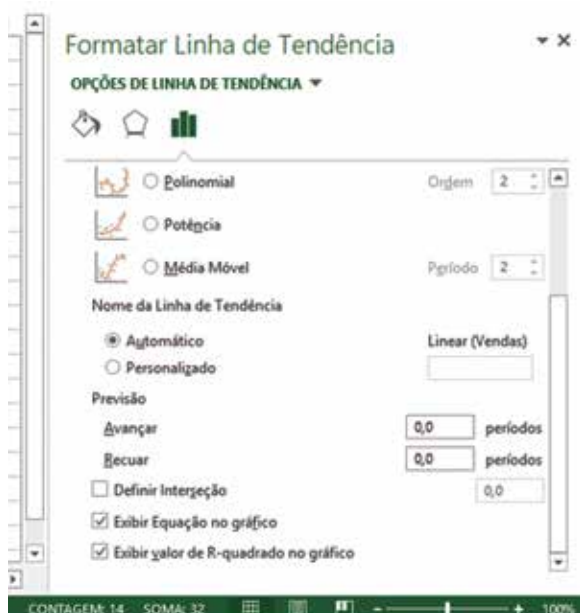 Formatar Linha de Tendência
OPÇÕES DE LINHA DE TENDÊNCIA
Polinomial Ordem 2
Potência
Média Móvel Período 2
Nome da Linha de Tendência
Automático Linear (Vendas)
Personalizado
Previsão
Avançar 0,0 períodos
Recuar 0,0 períodos
Definir Interseção 0,0
Exibir Equação no gráfico
Exibir valor de R-quadrado no gráfico
CONTAGEM: 14 SOMA: 32 - + 100%